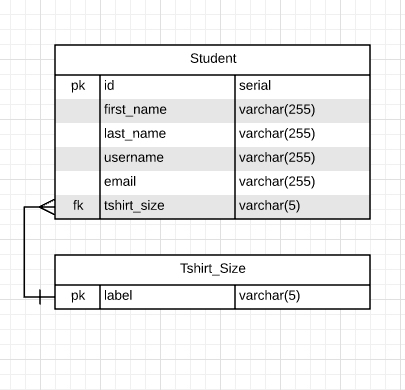 Student
pk id serial
first_name varchar(255)
last_name varchar(255)
username varchar(255)
email varchar(255)
fk tshirt_size varchar(5)
Tshirt_Size
pk label varchar(5)